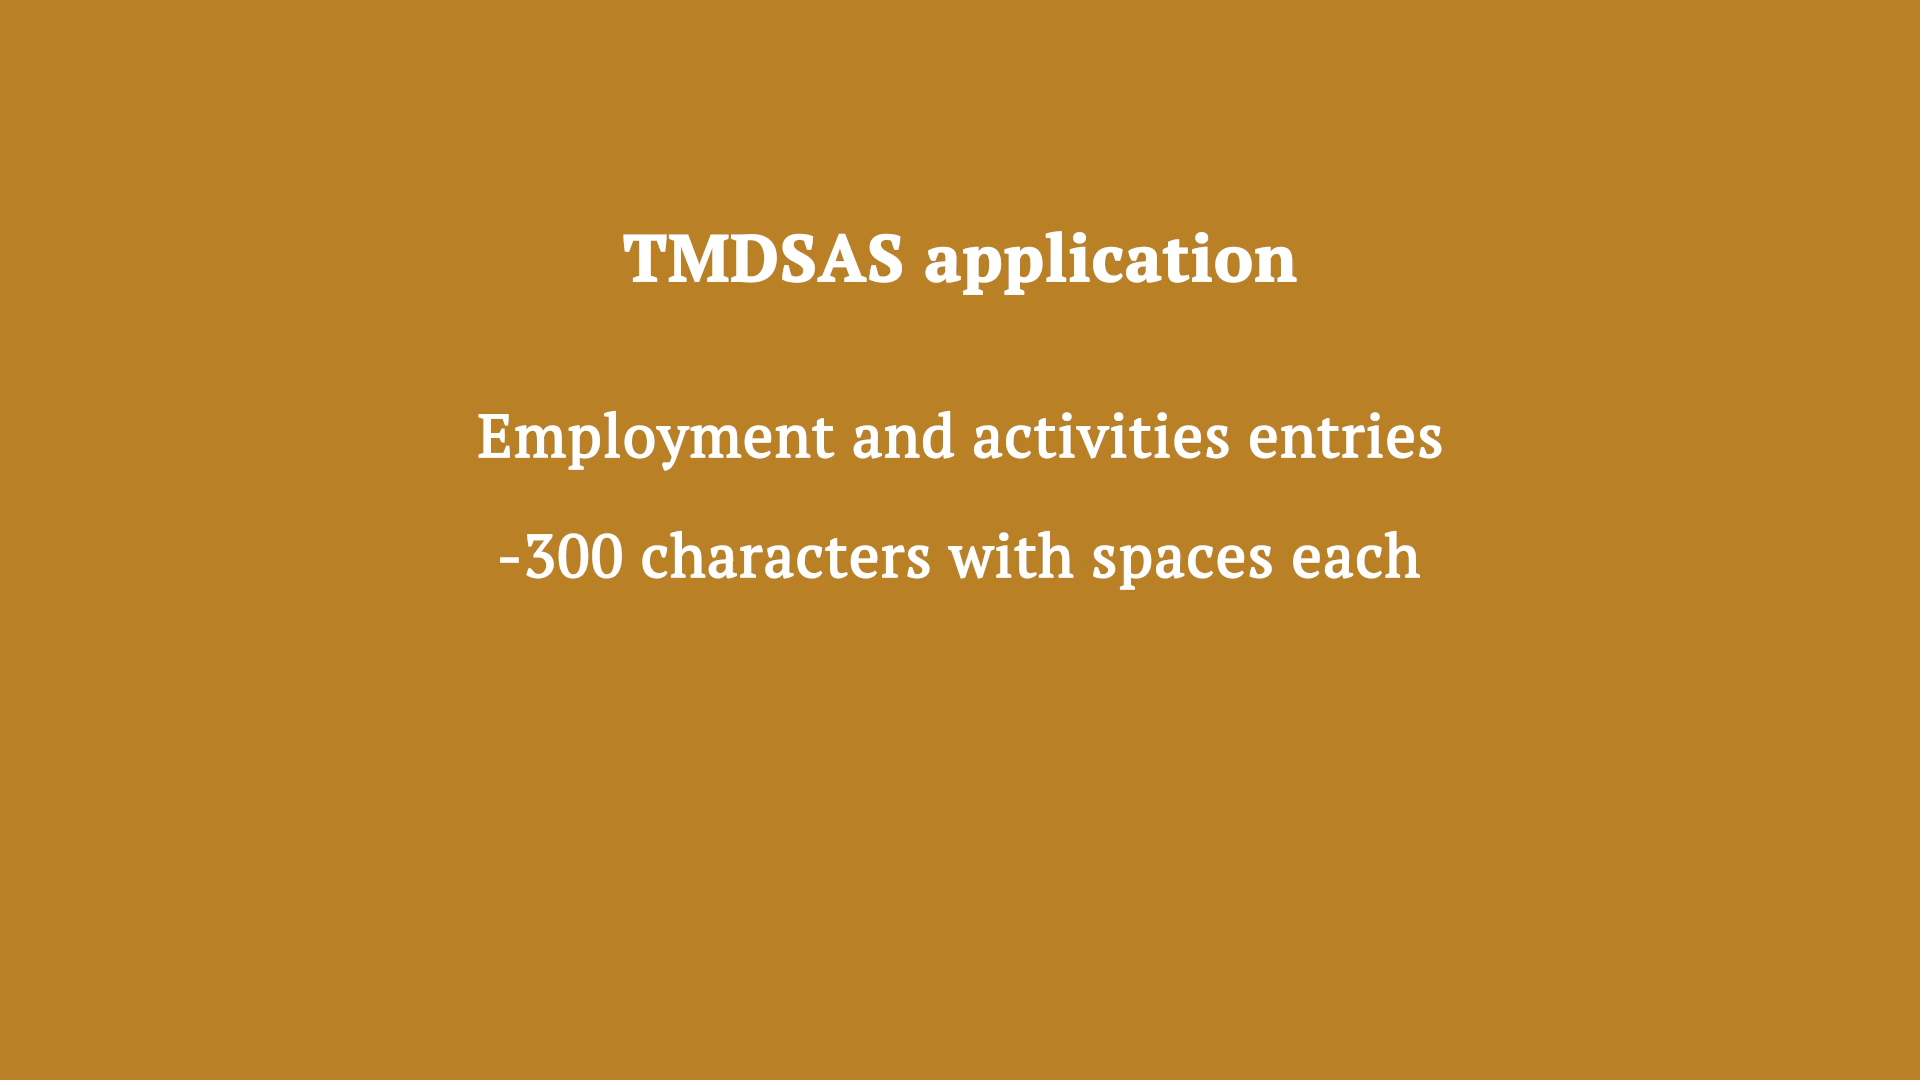 TMDSAS application
Employment and activities entries
-300 characters with spaces each